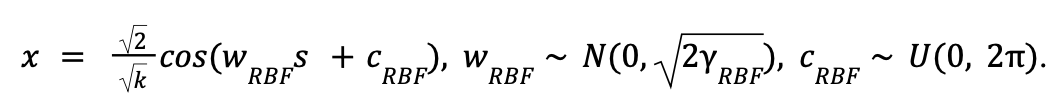 x = √2/√k cos(w_RBF s + c_RBF), w_RBF ~ N(0, √2γ_RBF), c_RBF ~ U(0, 2π).